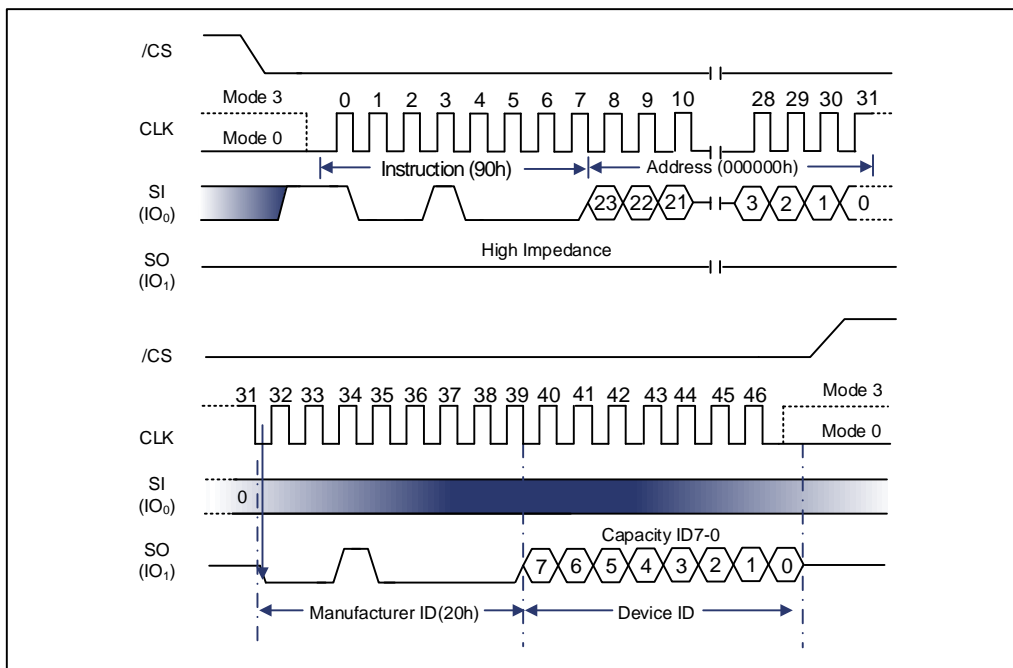 /CS
Mode 3
0 1 2 3 4 5 6 7 8 9 10 28 29 30 31
CLK
Mode 0
Instruction (90h)
Address (000000h)
SI
(IO₀)
23 22 21 3 2 1 0
High Impedance
SO
(IO₁)
/CS
31 32 33 34 35 36 37 38 39 40 41 42 43 44 45 46
Mode 3
CLK
Mode 0
SI
(IO₀)
0
Capacity ID7-0
SO
(IO₁)
7 6 5 4 3 2 1 0
Manufacturer ID(20h)
Device ID